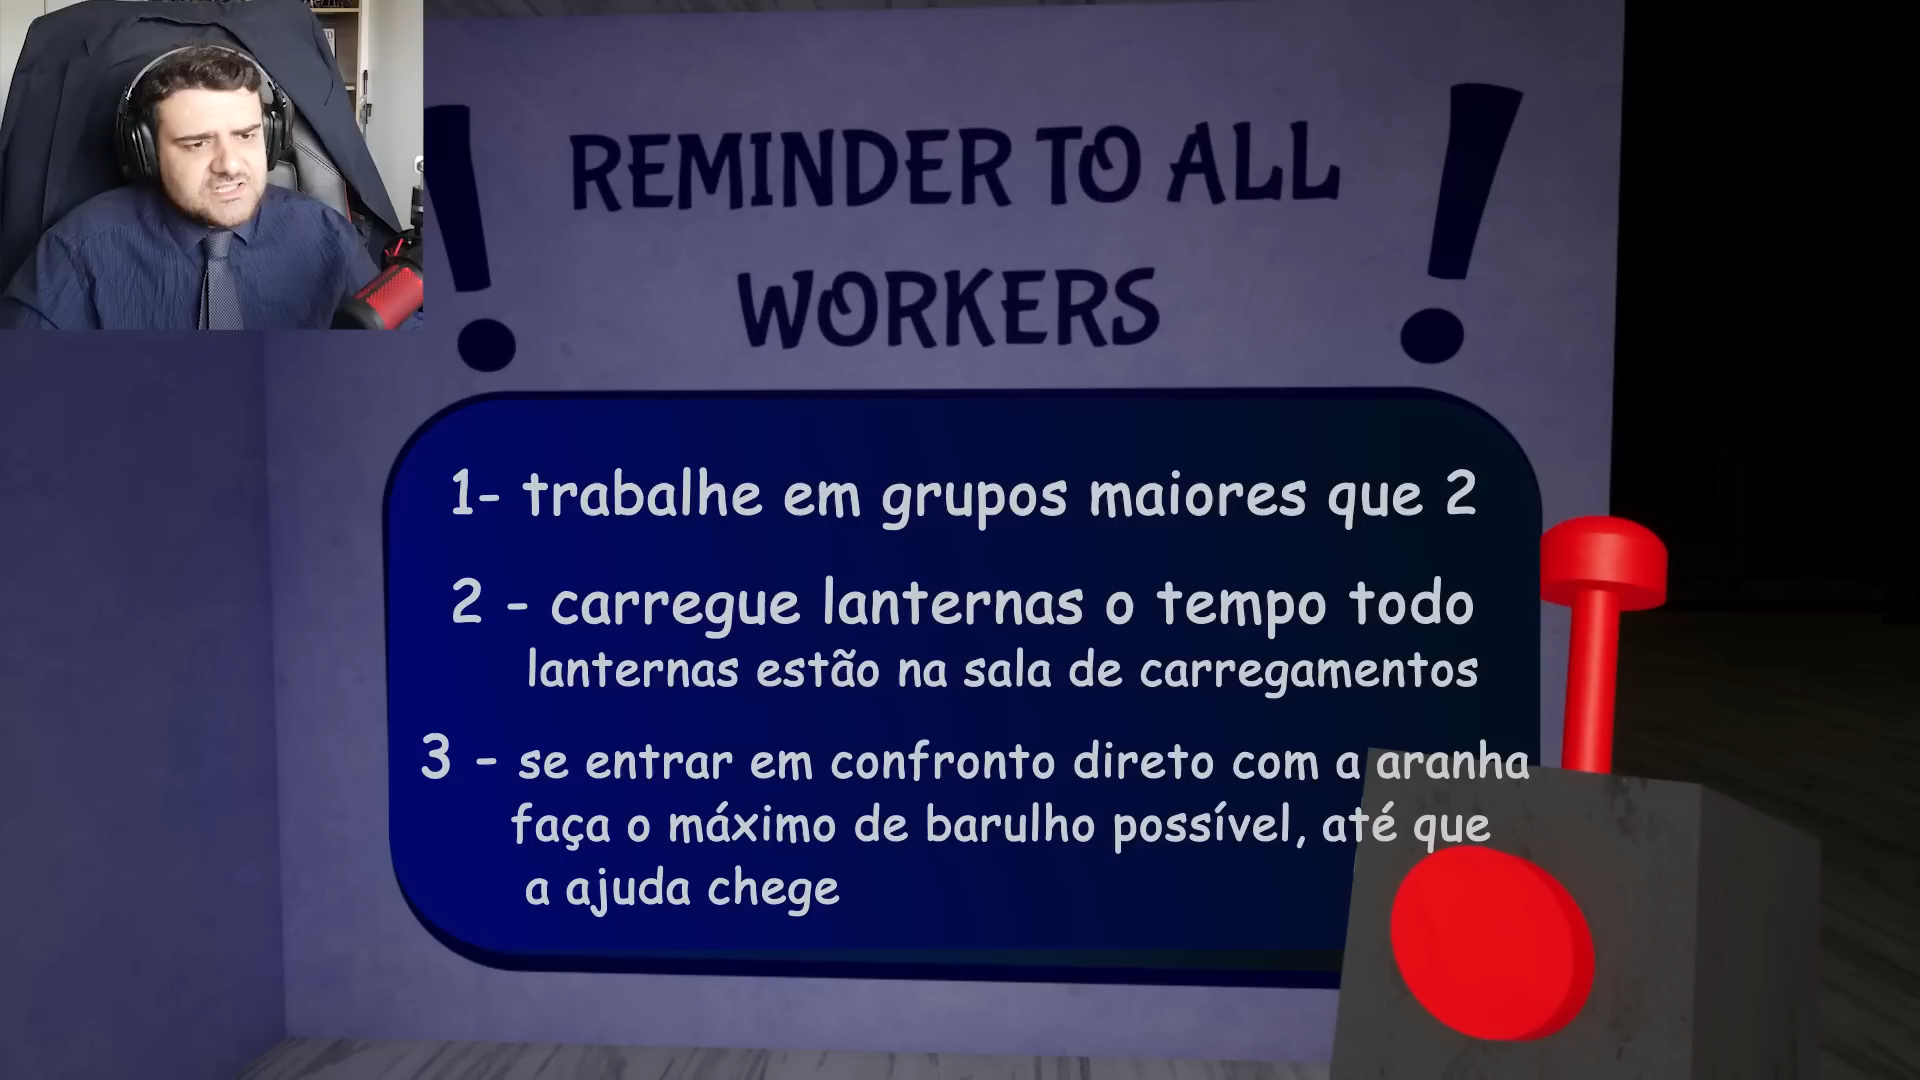 REMINDER TO ALL
WORKERS
1- trabalhe em grupos maiores que 2
2 - carregue lanternas o tempo todo
lanternas estão na sala de carregamentos
3 - se entrar em confronto direto com a aranha
faça o máximo de barulho possível, até que
a ajuda chege